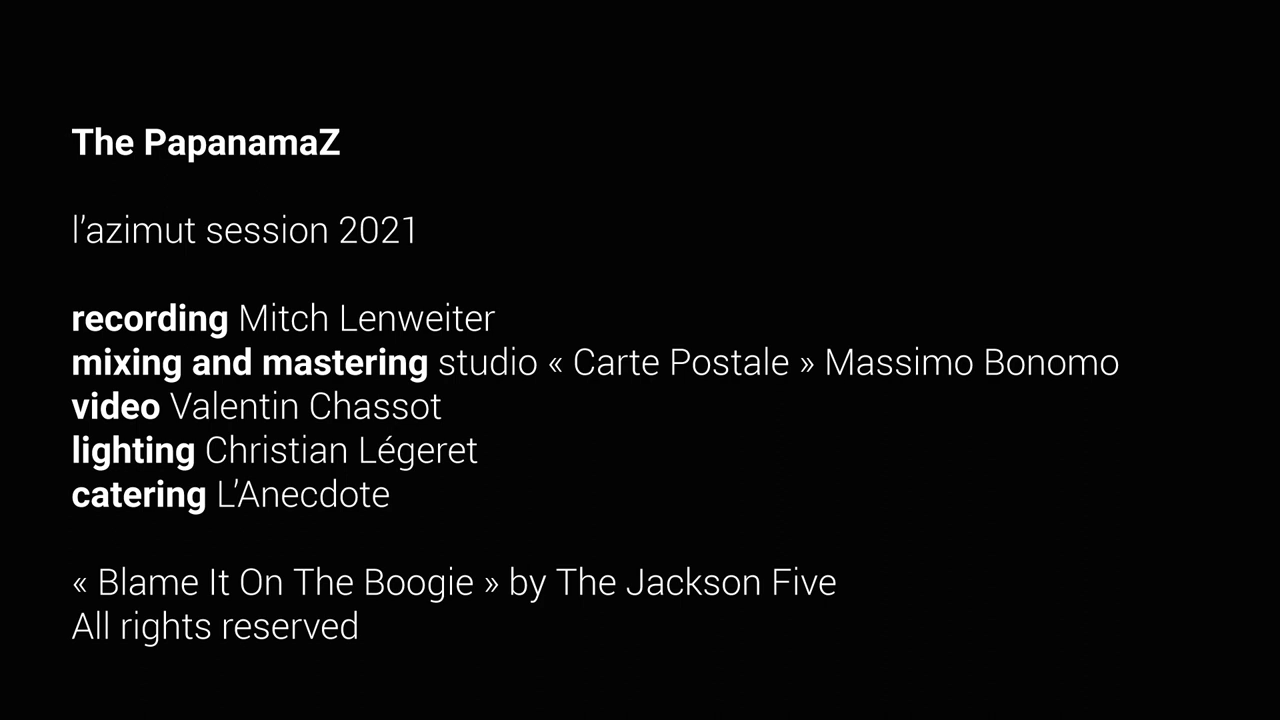 The PapanamaZ
l’azimut session 2021
recording Mitch Lenweiter
mixing and mastering studio « Carte Postale » Massimo Bonomo
video Valentin Chassot
lighting Christian Légeret
catering L’Anecdote
« Blame It On The Boogie » by The Jackson Five
All rights reserved